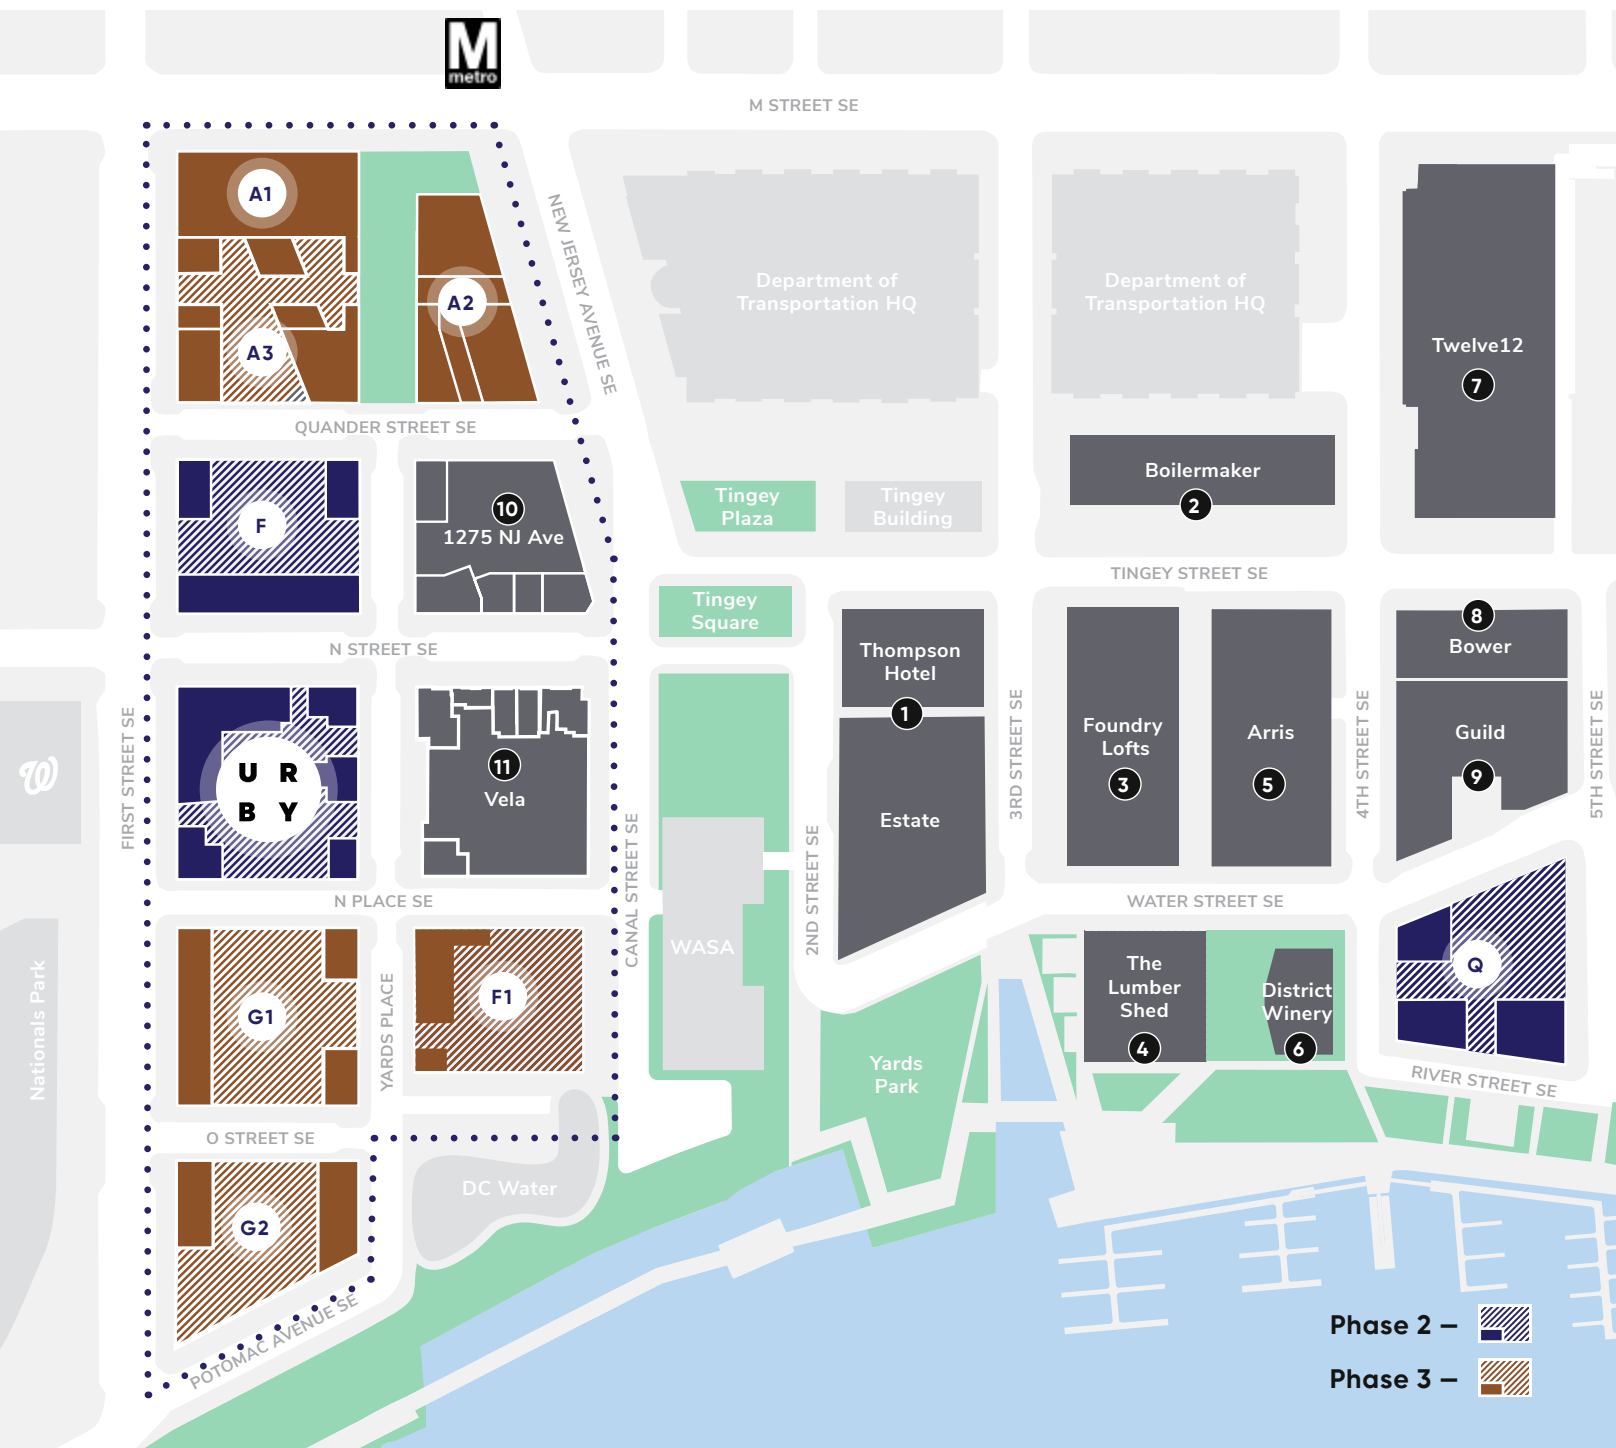 M
metro
M STREET SE
A1
NEW JERSEY AVENUE SE
A2
A3
Department of
Transportation HQ
Department of
Transportation HQ
Twelve12
7
QUANDER STREET SE
Boilermaker
2
Tingey
Plaza
Tingey
Building
F
10
1275 NJ Ave
TINGEY STREET SE
Tingey
Square
N STREET SE
Thompson
Hotel
1
8
Bower
FIRST STREET SE
W
U R
B Y
11
Vela
CANAL STREET SE
2ND STREET SE
Estate
3RD STREET SE
Foundry
Lofts
3
Arris
5
4TH STREET SE
Guild
9
5TH STREET SE
N PLACE SE
WATER STREET SE
WASA
Nationals Park
G1
YARDS PLACE
F1
The
Lumber
Shed
4
District
Winery
6
Q
Yards
Park
RIVER STREET SE
O STREET SE
DC Water
G2
POTOMAC AVENUE SE
Phase 2 –
Phase 3 –